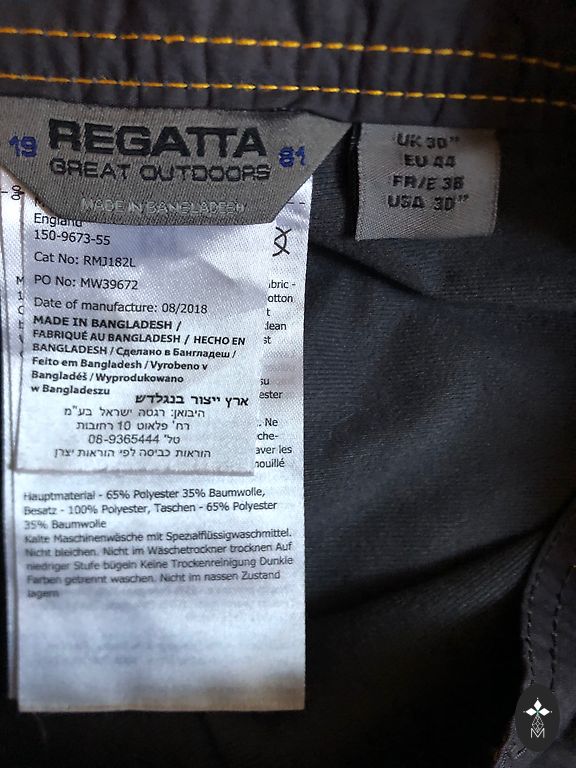 19 REGATTA 81
GREAT OUTDOORS
MADE IN BANGLADESH
UK 30"
EU 44
FR/E 38
USA 30"
England
150-9673-55
Cat No: RMJ182L
PO No: MW39672
Date of manufacture: 08/2018
MADE IN BANGLADESH /
FABRIQUÉ AU BANGLADESH / HECHO EN
BANGLADESH / Сделано в Бангладеш /
Feito em Bangladesh / Vyrobeno v
Bangladéš / Wyprodukowano
w Bangladeszu
ארץ ייצור בנגלדש
היבואן: רגטה ישראל בע"מ
רח' פלאוט 10 רחובות
טל' 08-9365444
הוראות כביסה לפי הוראות יצרן
Ne
Hauptmaterial - 65% Polyester 35% Baumwolle,
Besatz - 100% Polyester, Taschen - 65% Polyester
35% Baumwolle
Kalte Maschinenwäsche mit Spezialflüssigwaschmittel.
Nicht bleichen. Nicht im Wäschetrockner trocknen Auf
niedriger Stufe bügeln Keine Trockenreinigung Dunkle
Farben getrennt waschen. Nicht im nassen Zustand
lagern
M